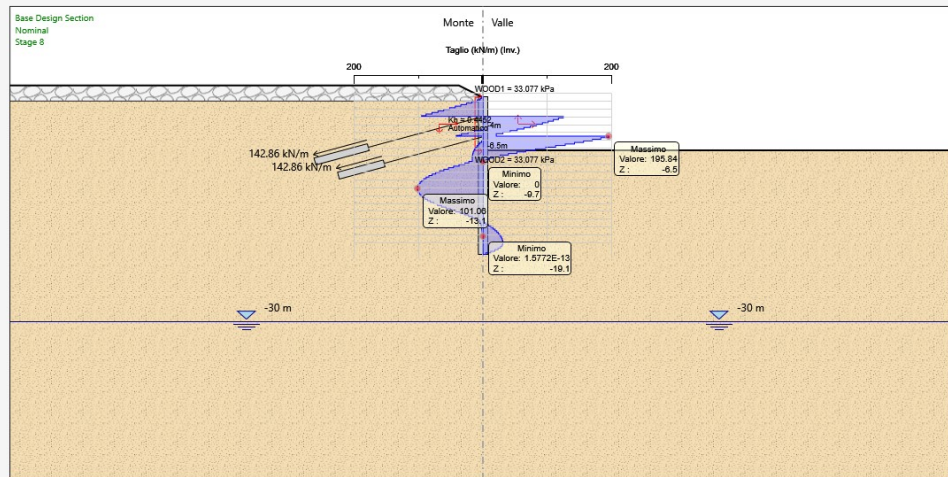 Base Design Section
Nominal
Stage 8
Monte
Valle
Taglio (kN/m) (Inv.)
200
200
WOOD1 = 33.077 kPa
Automatico
-4m
-6.5m
142.86 kN/m
142.86 kN/m
WOOD2 = 33.077 kPa
Massimo
Valore: 195.84
Z : -6.5
Minimo
Valore: 0
Z : -9.7
Massimo
Valore: 101.06
Z : -13.1
Minimo
Valore: 1.5772E-13
Z : -19.1
-30 m
-30 m